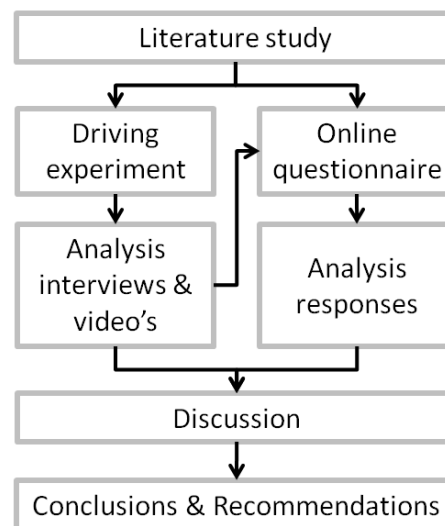 Literature study
Driving
experiment
Online
questionnaire
Analysis
interviews &
video's
Analysis
responses
Discussion
Conclusions & Recommendations